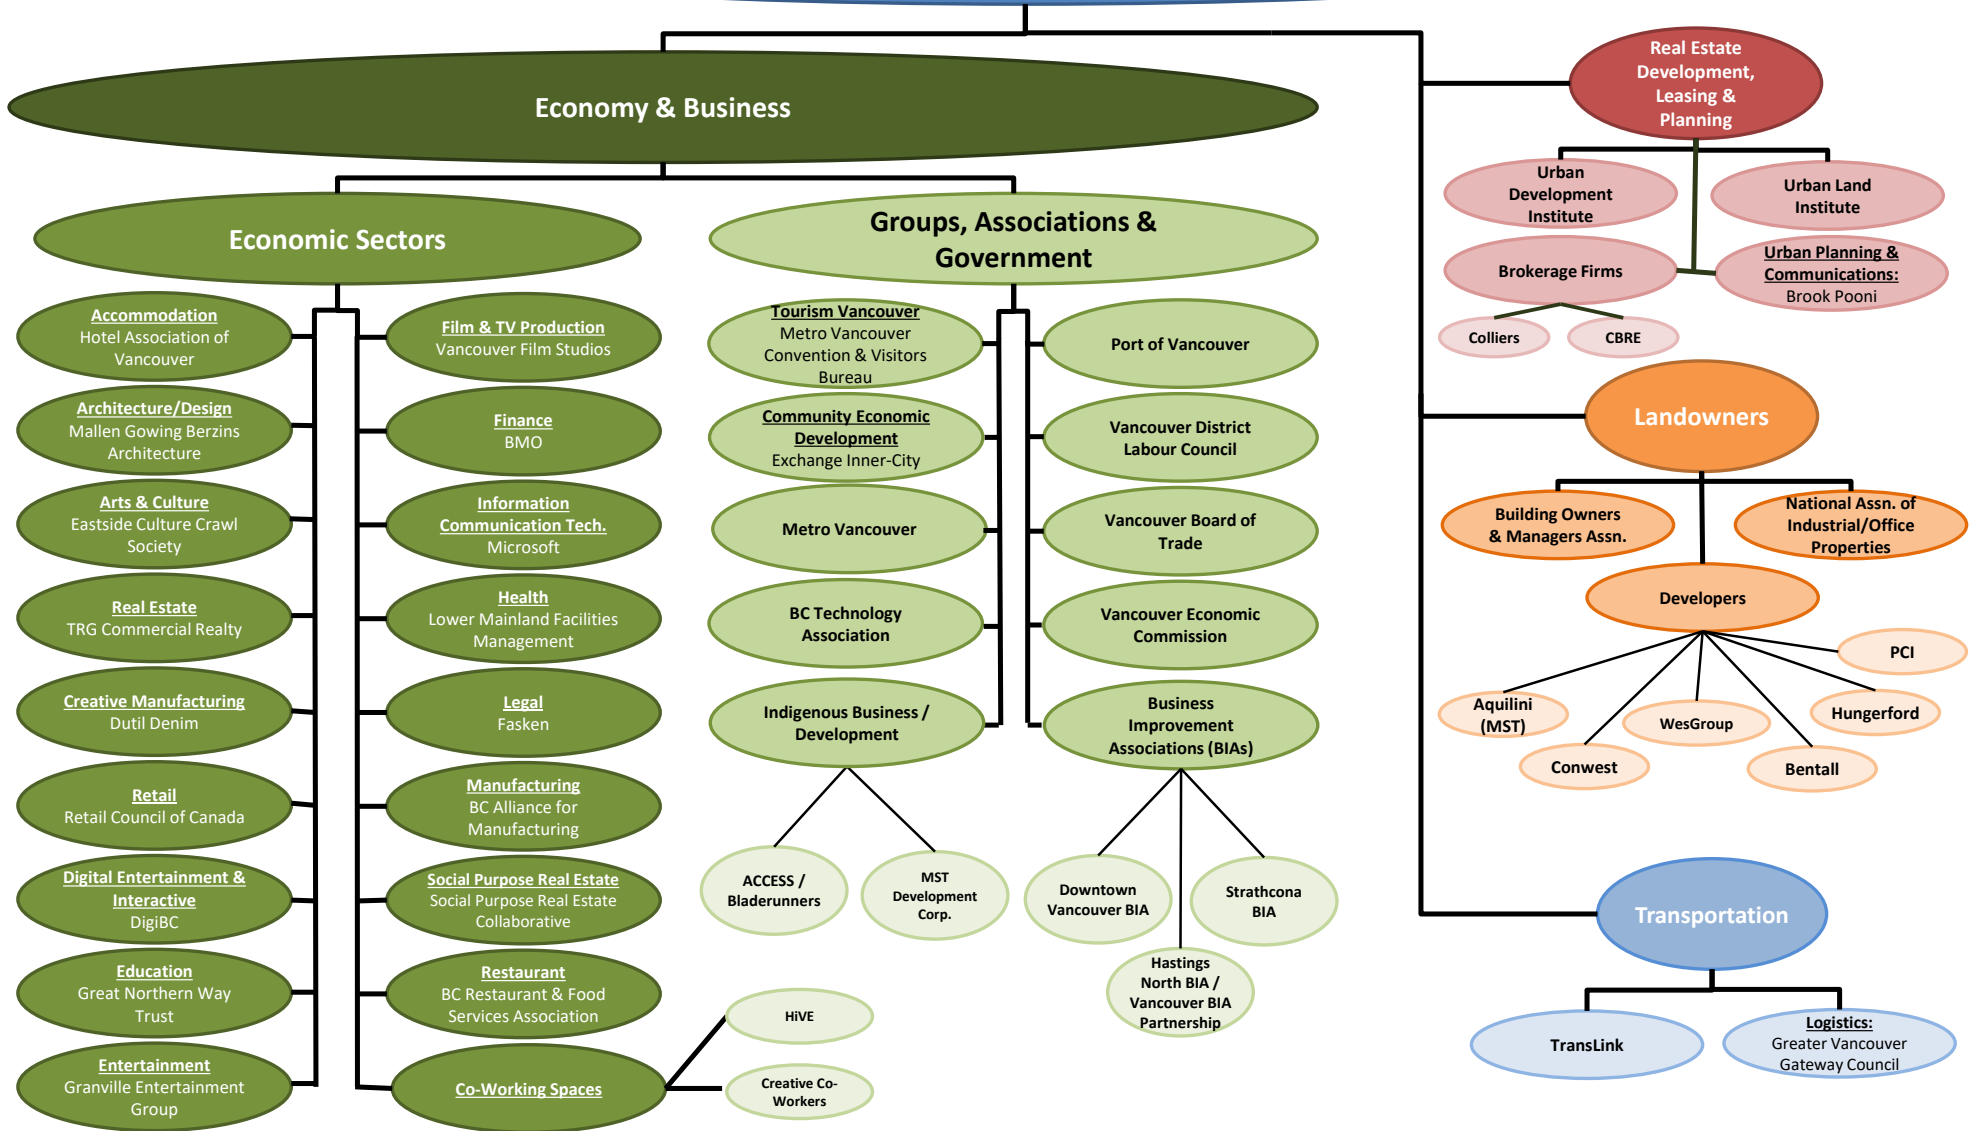 Economy & Business
Economic Sectors
Accommodation
Hotel Association of
Vancouver
Architecture/Design
Mallen Gowing Berzins
Architecture
Arts & Culture
Eastside Culture Crawl
Society
Real Estate
TRG Commercial Realty
Creative Manufacturing
Dutil Denim
Retail
Retail Council of Canada
Digital Entertainment &
Interactive
DigiBC
Education
Great Northern Way
Trust
Entertainment
Granville Entertainment
Group
Film & TV Production
Vancouver Film Studios
Finance
BMO
Information
Communication Tech.
Microsoft
Health
Lower Mainland Facilities
Management
Legal
Fasken
Manufacturing
BC Alliance for
Manufacturing
Social Purpose Real Estate
Social Purpose Real Estate
Collaborative
Restaurant
BC Restaurant & Food
Services Association
Co-Working Spaces
HiVE
Creative Co-
Workers
Groups, Associations &
Government
Tourism Vancouver
Metro Vancouver
Convention & Visitors
Bureau
Community Economic
Development
Exchange Inner-City
Metro Vancouver
BC Technology
Association
Indigenous Business /
Development
ACCESS /
Bladerunners
MST
Development
Corp.
Port of Vancouver
Vancouver District
Labour Council
Vancouver Board of
Trade
Vancouver Economic
Commission
Business
Improvement
Associations (BIAs)
Downtown
Vancouver BIA
Hastings
North BIA /
Vancouver BIA
Partnership
Strathcona
BIA
Real Estate
Development,
Leasing &
Planning
Urban
Development
Institute
Urban Land
Institute
Brokerage Firms
Urban Planning &
Communications:
Brook Pooni
Colliers
CBRE
Landowners
Building Owners
& Managers Assn.
National Assn. of
Industrial/Office
Properties
Developers
Aquilini
(MST)
Conwest
WesGroup
Bentall
Hungerford
PCI
Transportation
TransLink
Logistics:
Greater Vancouver
Gateway Council